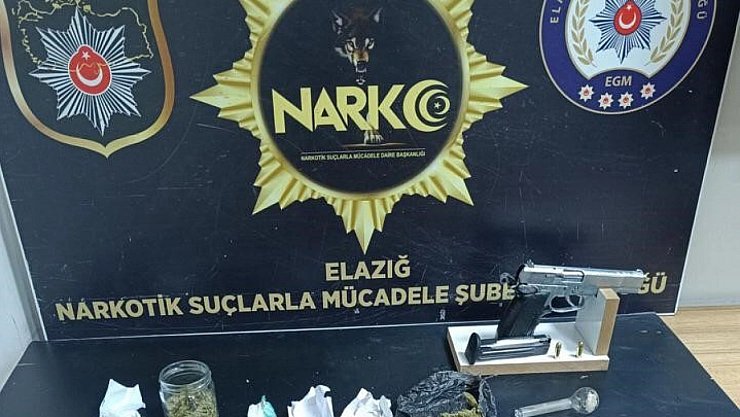 NARKO
NARKOTİK SUÇLARLA MÜCADELE DAİRE BAŞKANLIĞI
EGM
ELAZIĞ
NARKOTİK SUÇLARLA MÜCADELE ŞUBE